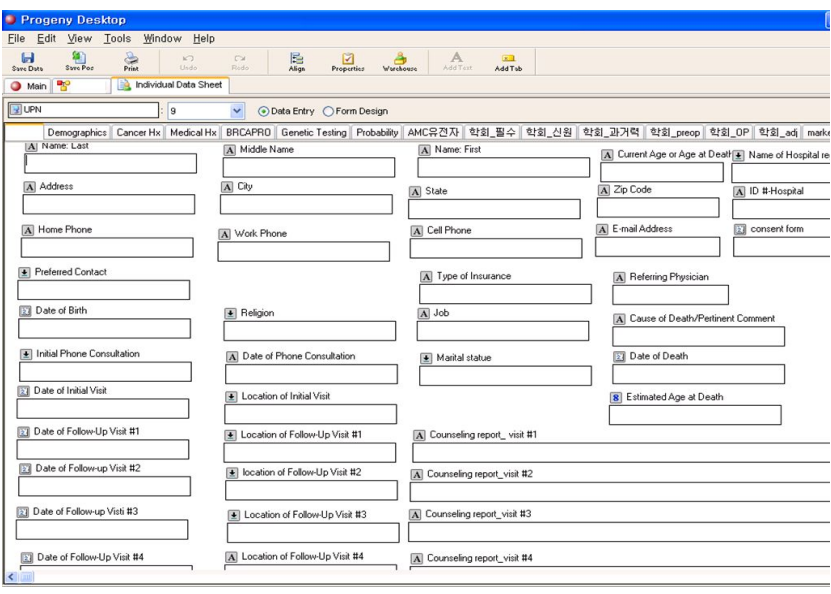 Progeny Desktop
File Edit View Tools Window Help
Save Data Save Pos Print Undo Redo Align Properties Warehouse Add Text Add Tab
Main Individual Data Sheet
UPN : 9 Data Entry Form Design
Demographics Cancer Hx Medical Hx BRCAPRO Genetic Testing Probability AMC유전자 학회_필수 학회_신원 학회_과거력 학회_preop 학회_OP 학회_adj marke
Name: Last Middle Name Name: First Current Age or Age at Death Name of Hospital re
Address City State Zip Code ID #-Hospital
Home Phone Work Phone Cell Phone E-mail Address consent form
Preferred Contact Type of Insurance Referring Physician
Date of Birth Religion Job Cause of Death/Pertinent Comment
Initial Phone Consultation Date of Phone Consultation Marital statue Date of Death
Date of Initial Visit Location of Initial Visit Estimated Age at Death
Date of Follow-Up Visit #1 Location of Follow-Up Visit #1 Counseling report_ visit #1
Date of Follow-up Visit #2 location of Follow-Up Visit #2 Counseling report_visit #2
Date of Follow-up Visti #3 Location of Follow-Up Visit #3 Counseling report_visit #3
Date of Follow-Up Visit #4 Location of Follow-Up Visit #4 Counseling report_visit #4